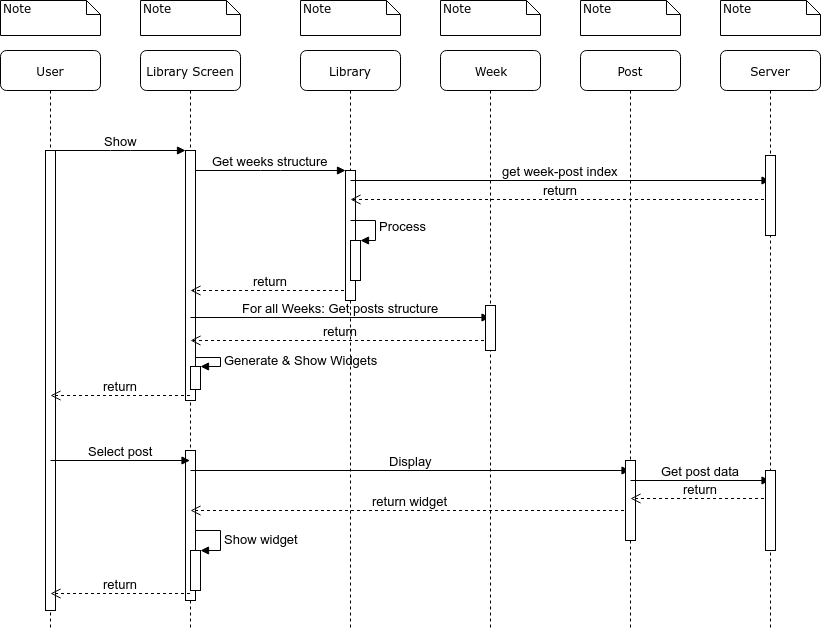 Note
Note
Note
Note
Note
Note
User
Library Screen
Library
Week
Post
Server
Show
Get weeks structure
get week-post index
return
Process
return
For all Weeks: Get posts structure
return
Generate & Show Widgets
return
Select post
Display
Get post data
return
return widget
Show widget
return